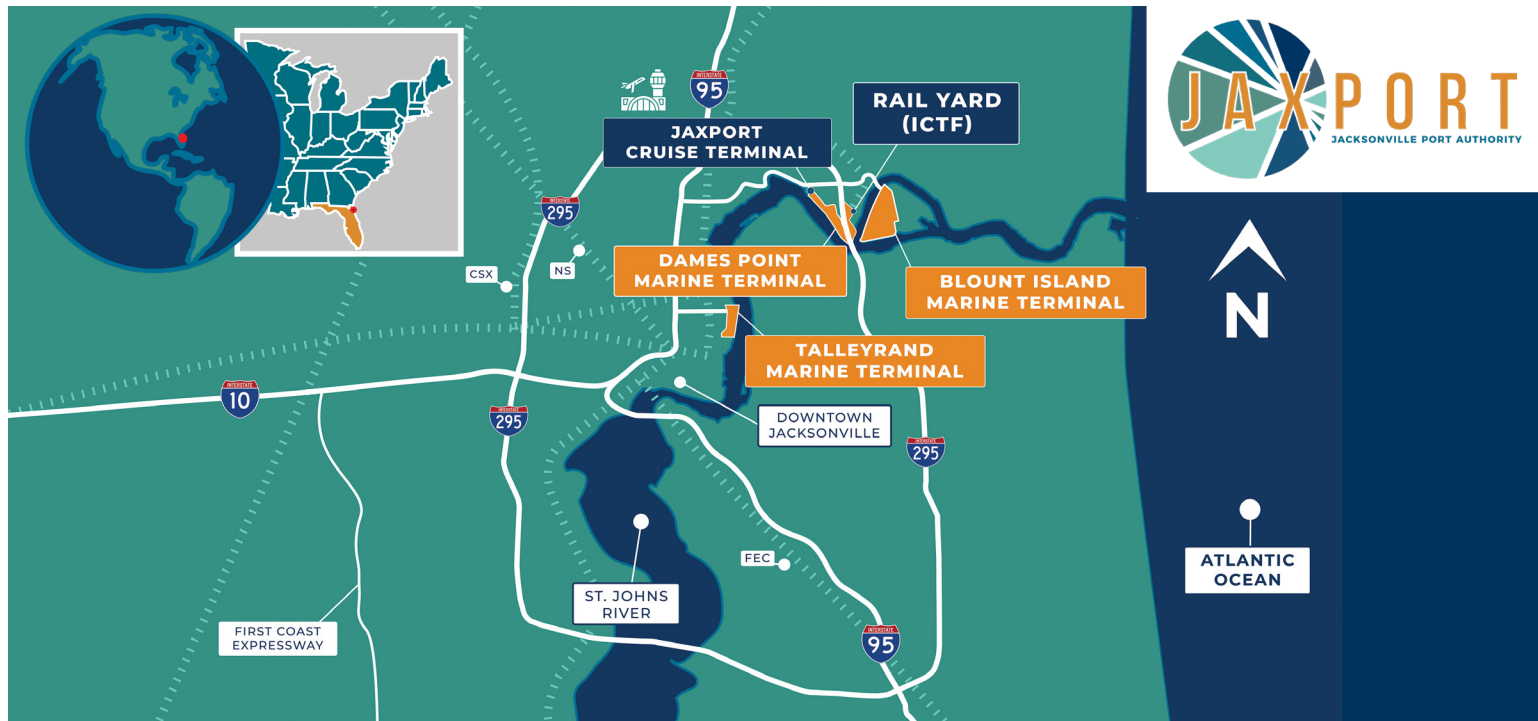 JAXPORT
JACKSONVILLE PORT AUTHORITY
INTERSTATE
95
RAIL YARD
(ICTF)
JAXPORT
CRUISE TERMINAL
INTERSTATE
295
NS
CSX
DAMES POINT
MARINE TERMINAL
BLOUNT ISLAND
MARINE TERMINAL
N
TALLEYRAND
MARINE TERMINAL
INTERSTATE
10
INTERSTATE
295
DOWNTOWN
JACKSONVILLE
INTERSTATE
295
FEC
ATLANTIC
OCEAN
ST. JOHNS
RIVER
FIRST COAST
EXPRESSWAY
INTERSTATE
95